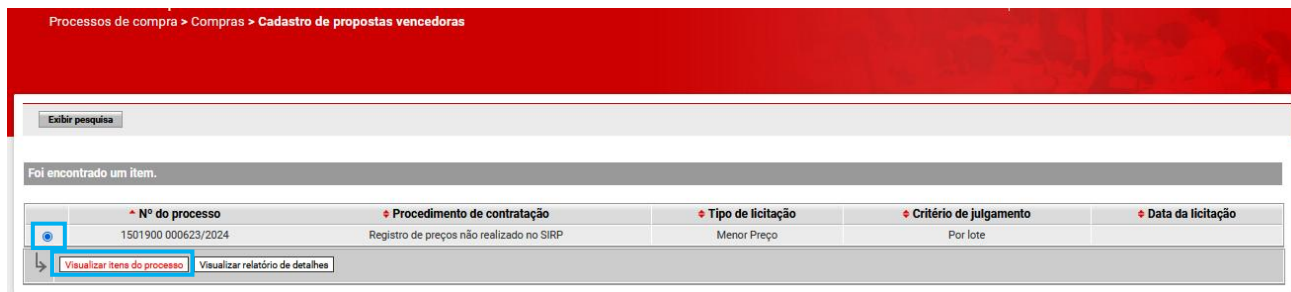 Processos de compra > Compras > Cadastro de propostas vencedoras
Exibir pesquisa
Foi encontrado um item.
Nº do processo Procedimento de contratação Tipo de licitação Critério de julgamento Data da licitação
1501900 000623/2024 Registro de preços não realizado no SIRP Menor Preço Por lote
Visualizar itens do processo Visualizar relatório de detalhes